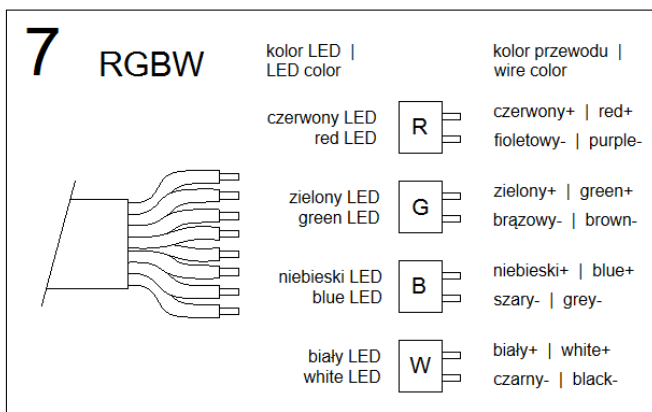 7 RGBW
kolor LED |
LED color
kolor przewodu |
wire color
czerwony LED
red LED
R
czerwony+ | red+
fioletowy- | purple-
zielony LED
green LED
G
zielony+ | green+
brązowy- | brown-
niebieski LED
blue LED
B
niebieski+ | blue+
szary- | grey-
biały LED
white LED
W
biały+ | white+
czarny- | black-